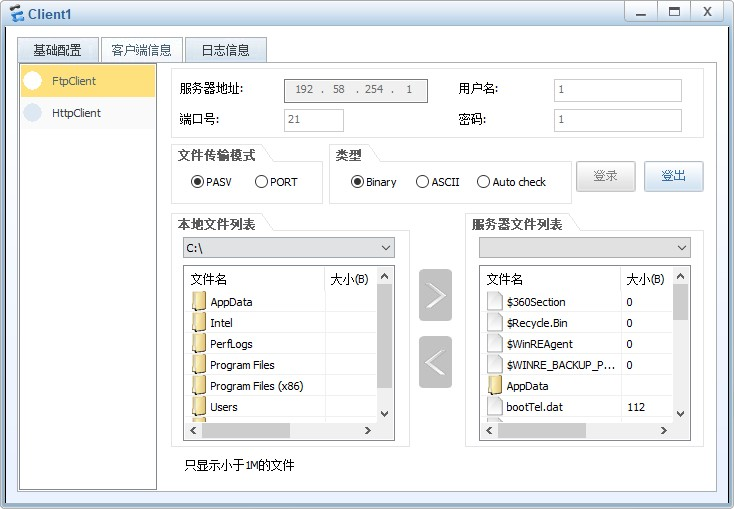 Client1
基础配置 客户端信息 日志信息
FtpClient
HttpClient
服务器地址: 192 . 58 . 254 . 1 用户名: 1
端口号: 21 密码: 1
文件传输模式 类型
PASV PORT Binary ASCII Auto check 登录 登出
本地文件列表 服务器文件列表
C:\
文件名 大小(B) 文件名 大小(B)
AppData $360Section 0
Intel $Recycle.Bin 0
PerfLogs $WinREAgent 0
Program Files $WINRE_BACKUP_P... 0
Program Files (x86) AppData
Users bootTel.dat 112
只显示小于1M的文件